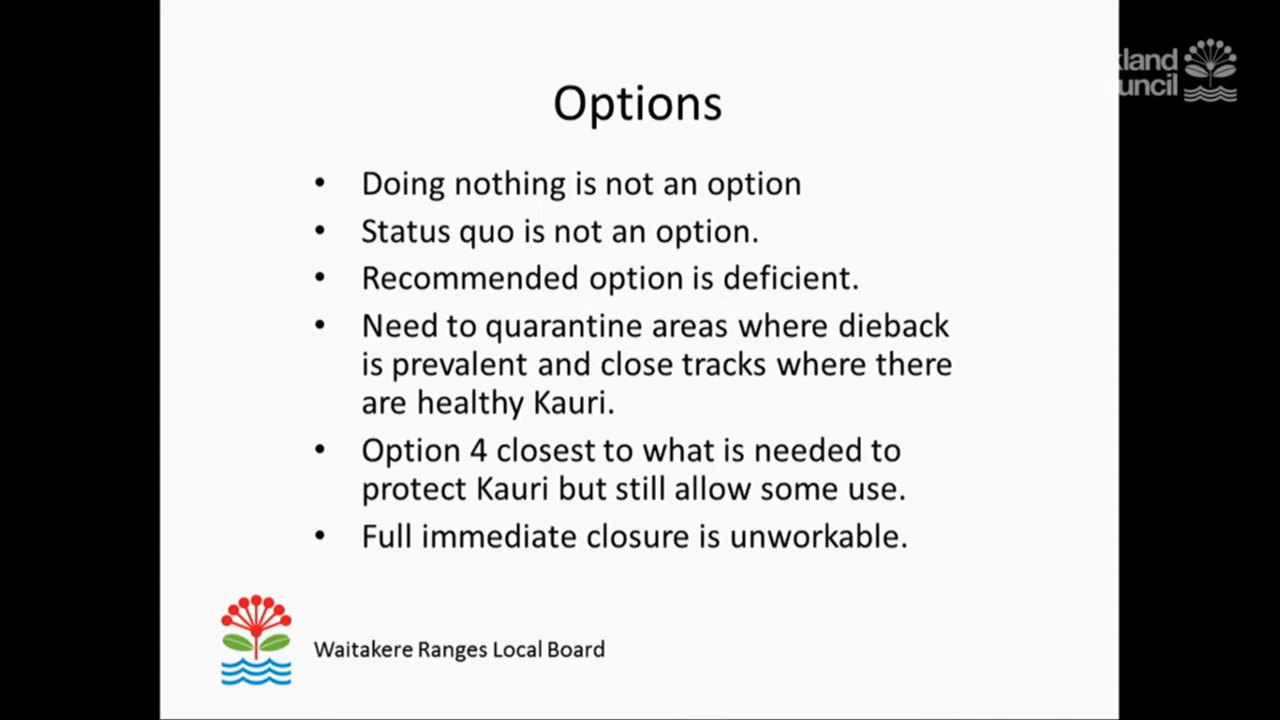 kland
uncil
Options
• Doing nothing is not an option
• Status quo is not an option.
• Recommended option is deficient.
• Need to quarantine areas where dieback
is prevalent and close tracks where there
are healthy Kauri.
• Option 4 closest to what is needed to
protect Kauri but still allow some use.
• Full immediate closure is unworkable.
Waitakere Ranges Local Board